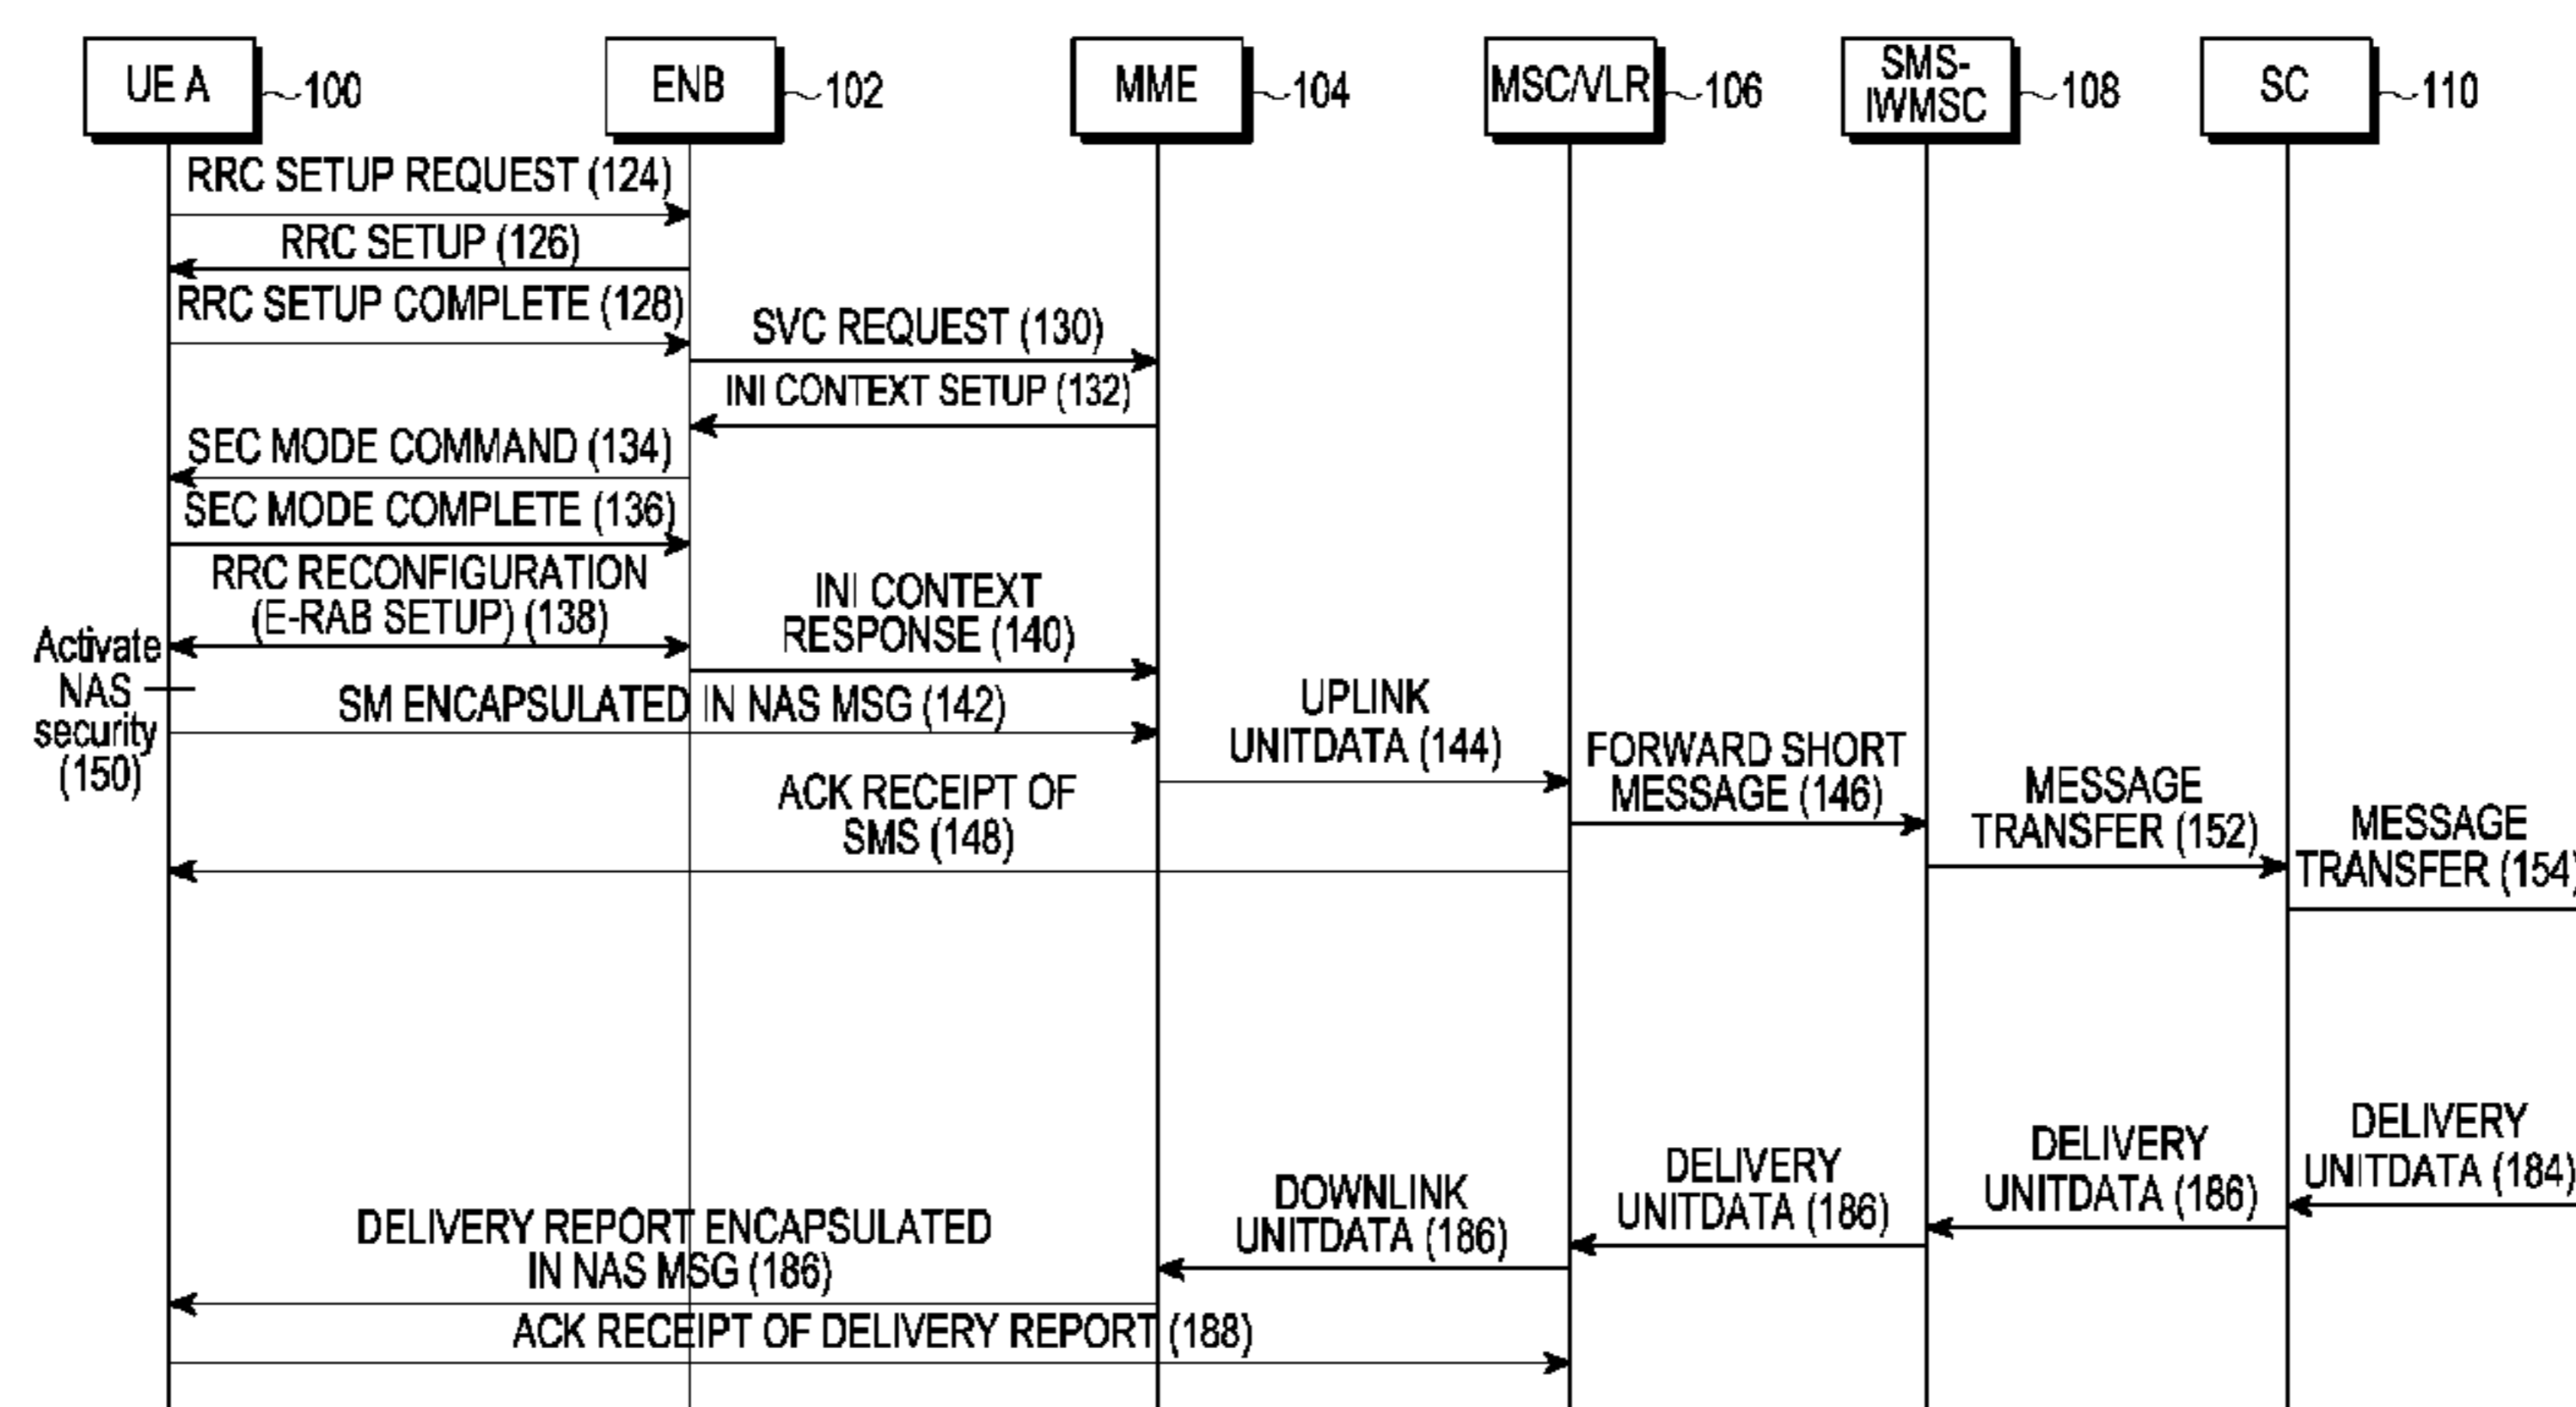 UE A
~100
ENB
~102
MME
~104
MSC/VLR
~106
SMS-
IWMSC
~108
SC
~110
RRC SETUP REQUEST (124)
RRC SETUP (126)
RRC SETUP COMPLETE (128)
SVC REQUEST (130)
INI CONTEXT SETUP (132)
SEC MODE COMMAND (134)
SEC MODE COMPLETE (136)
RRC RECONFIGURATION
(E-RAB SETUP) (138)
INI CONTEXT
RESPONSE (140)
Activate
NAS
security
(150)
SM ENCAPSULATED IN NAS MSG (142)
UPLINK
UNITDATA (144)
FORWARD SHORT
MESSAGE (146)
ACK RECEIPT OF
SMS (148)
MESSAGE
TRANSFER (152)
MESSAGE
TRANSFER (154)
DELIVERY
UNITDATA (184)
DELIVERY
UNITDATA (186)
DELIVERY
UNITDATA (186)
DOWNLINK
UNITDATA (186)
DELIVERY REPORT ENCAPSULATED
IN NAS MSG (186)
ACK RECEIPT OF DELIVERY REPORT (188)